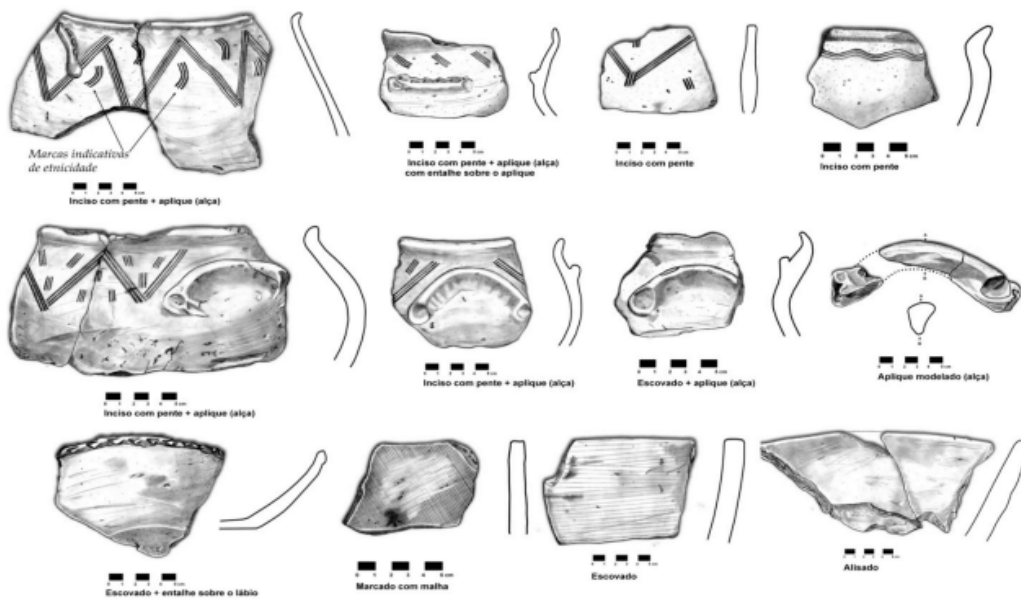 Marcas indicativas
de etnicidade
Inciso com pente + aplique (alça)
Inciso com pente + aplique (alça)
com entalhe sobre o aplique
Inciso com pente
Inciso com pente
Inciso com pente + aplique (alça)
Inciso com pente + aplique (alça)
Escovado + aplique (alça)
Aplique modelado (alça)
Escovado + entalhe sobre o lábio
Marcado com malha
Escovado
Alisado